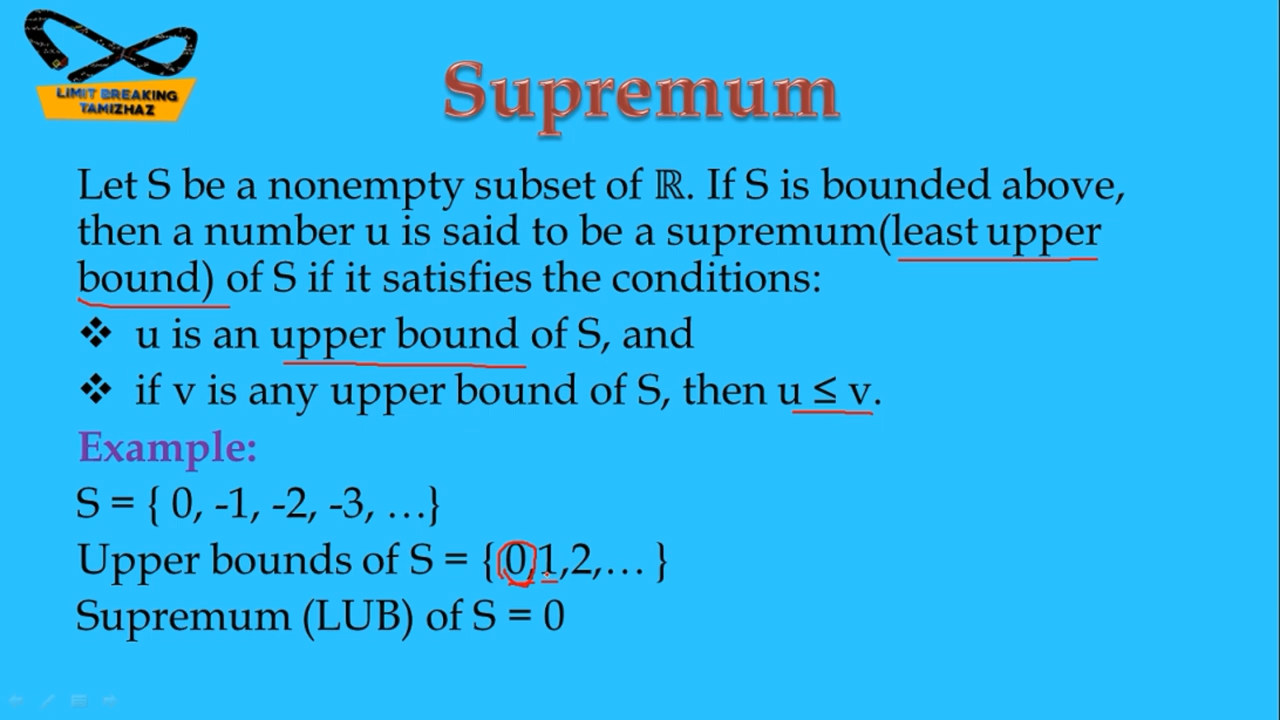 LIMIT BREAKING
TAMIZHAZ
Supremum
Let S be a nonempty subset of ℝ. If S is bounded above,
then a number u is said to be a supremum(least upper
bound) of S if it satisfies the conditions:
❖ u is an upper bound of S, and
❖ if v is any upper bound of S, then u ≤ v.
Example:
S = { 0, -1, -2, -3, …}
Upper bounds of S = {0,1,2,… }
Supremum (LUB) of S = 0